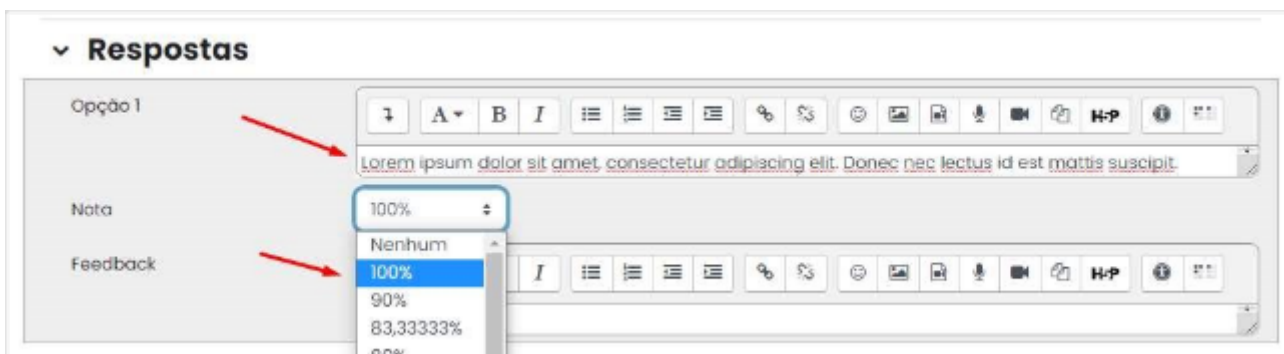 Respostas
Opção 1
A B I H-P
Lorem ipsum dolor sit amet, consectetur adipiscing elit. Donec nec lectus id est mattis suscipit.
Nota
100%
Nenhum
Feedback
100%
I H-P
90%
83,33333%